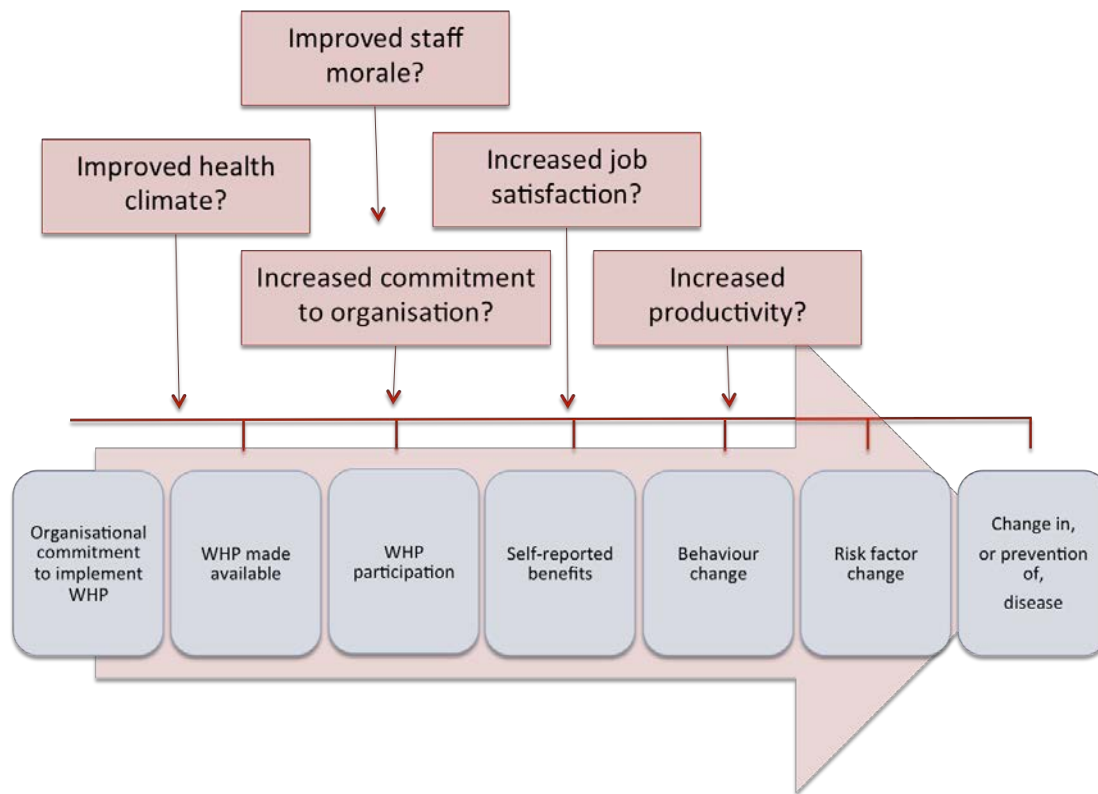 Improved staff
morale?
Improved health
climate?
Increased job
satisfaction?
Increased commitment
to organisation?
Increased
productivity?
Organisational
commitment
to implement
WHP
WHP made
available
WHP
participation
Self-reported
benefits
Behaviour
change
Risk factor
change
Change in,
or prevention
of,
disease